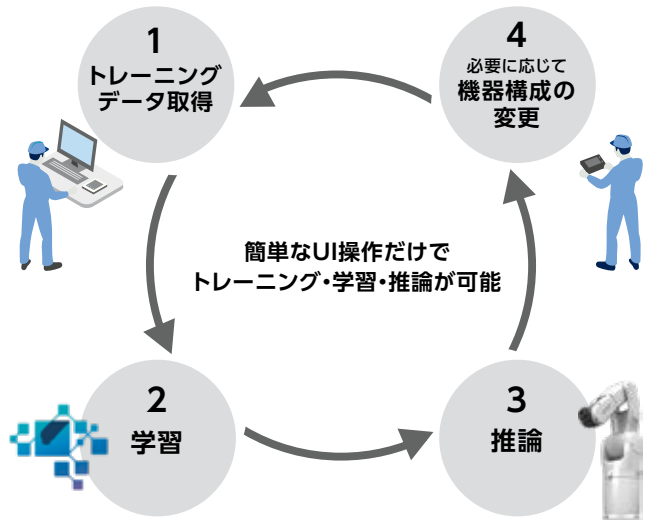 1
トレーニング
データ取得
4
必要に応じて
機器構成の
変更
簡単なUI操作だけで
トレーニング・学習・推論が可能
2
学習
3
推論